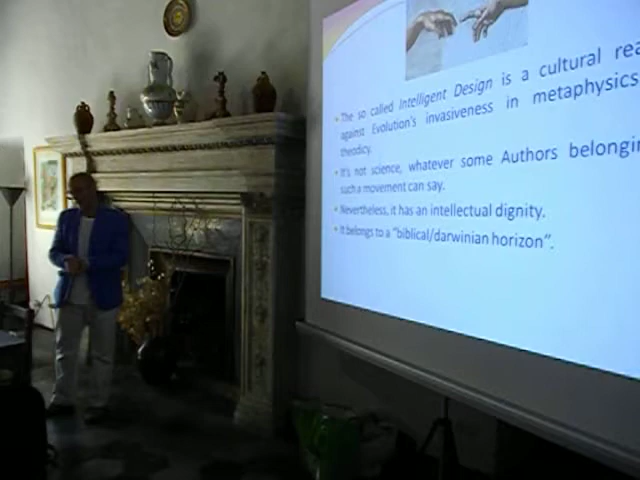 • The so called Intelligent Design is a cultural rea
against Evolution's invasiveness in metaphysics
theodicy.
• It's not science, whatever some Authors belongin
such a movement can say.
• Nevertheless, it has an intellectual dignity.
• It belongs to a "biblical/darwinian horizon".